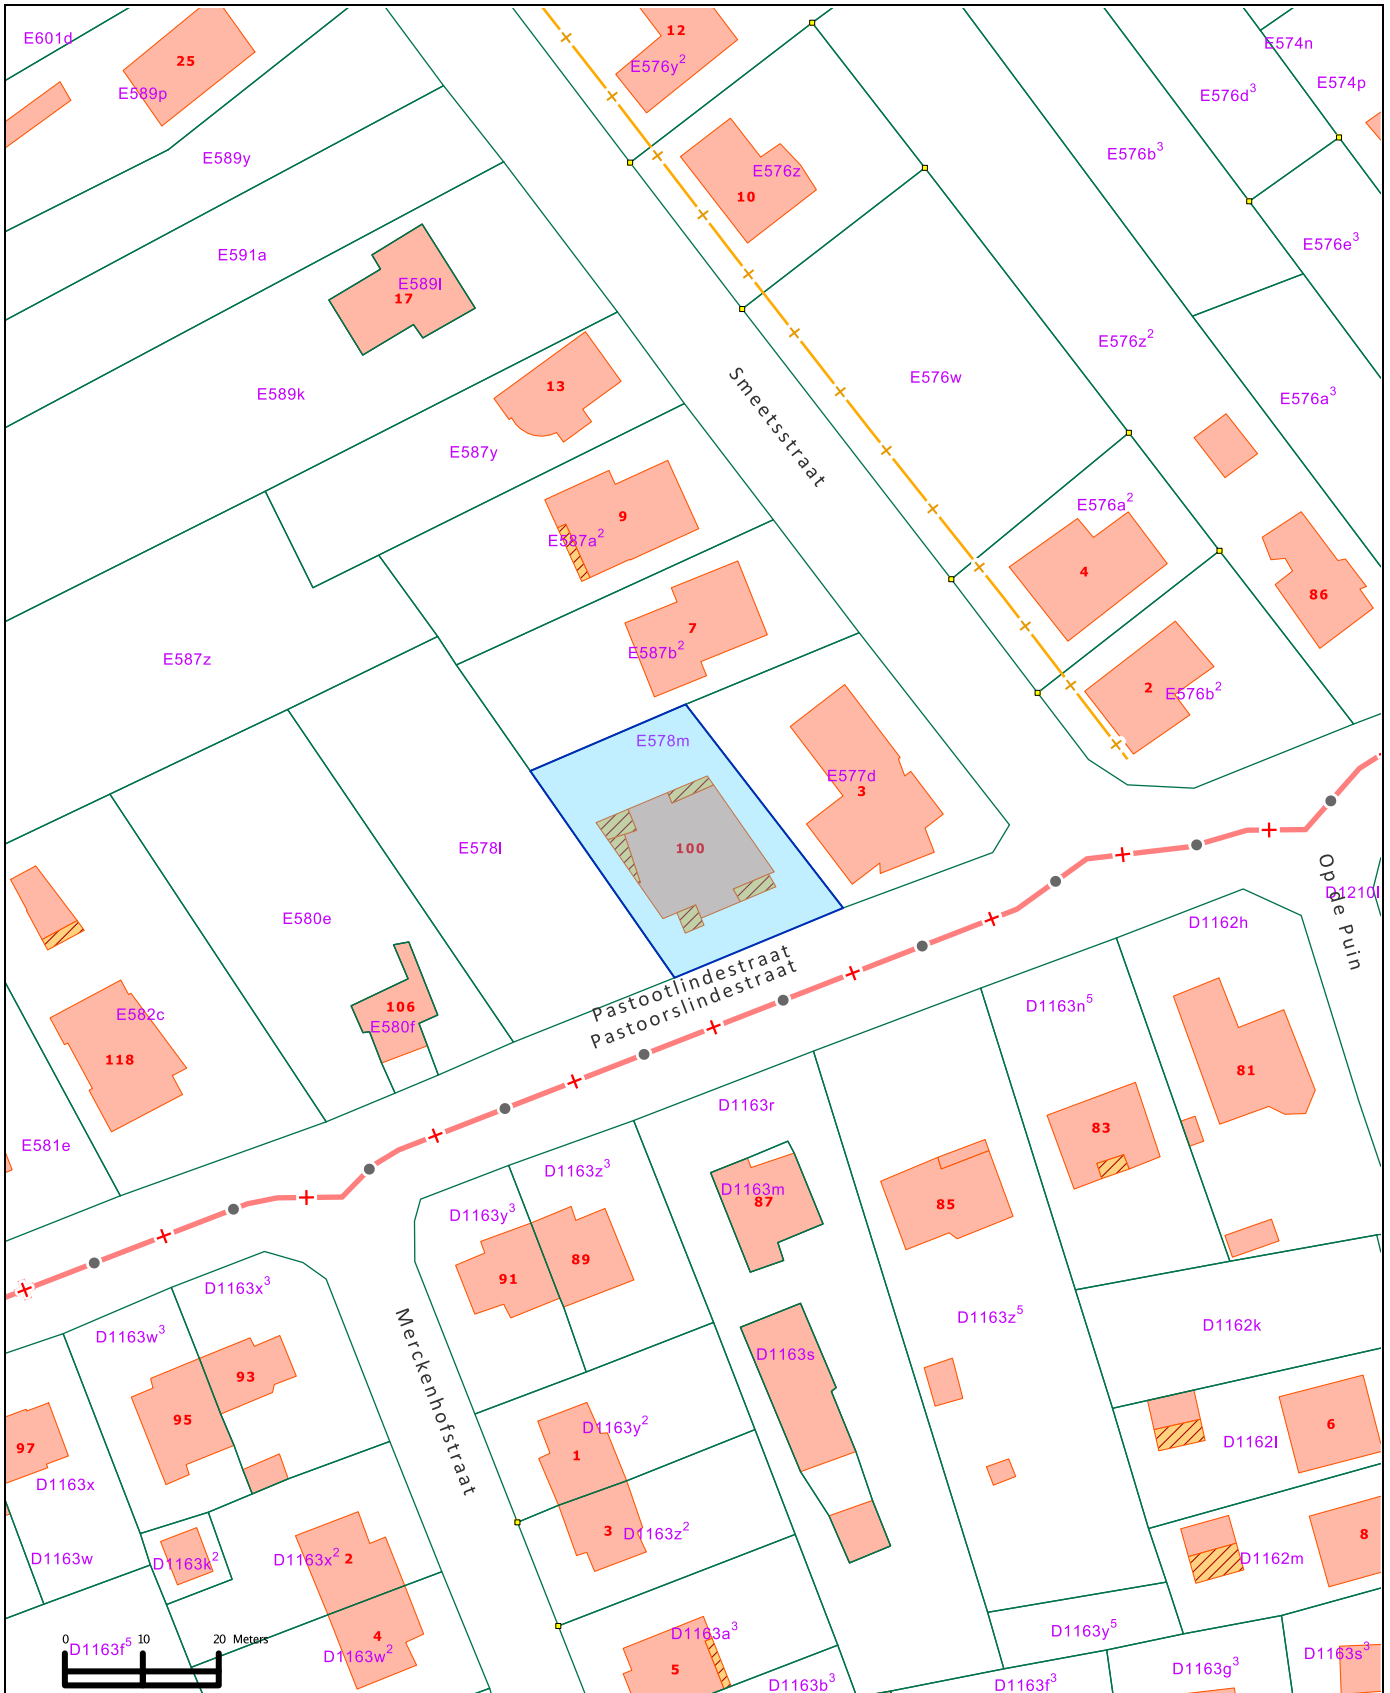 E601d
25
E589p
E589y
E591a
E589l
17
E589k
13
E587y
9
E587a²
7
E587b²
E587z
12
E576y²
E576z
10
E574n
E574p
E576d³
E576b³
E576e³
E576z²
E576w
E576a³
Smeetsstraat
E576a²
4
86
2
E576b²
E578m
100
E577d
3
E578l
E580e
106
E580f
E582c
118
E581e
Pastootlindestraat
Pastoorslindestraat
Op de Puin
D1210l
D1162h
D1163n⁵
81
83
D1163r
D1163z³
D1163y³
D1163m
87
85
89
91
D1163x³
D1163w³
93
95
97
D1163x
D1163w
D1163k²
D1163x²
2
4
D1163w²
D1163f⁵
Merckenhofstraat
D1163s
D1163z⁵
D1162k
D1163y²
1
3
D1163z²
D1162l
6
8
D1162m
D1163a³
5
D1163b³
D1163y⁵
D1163f³
D1163g³
D1163s³
0 10 20 Meters